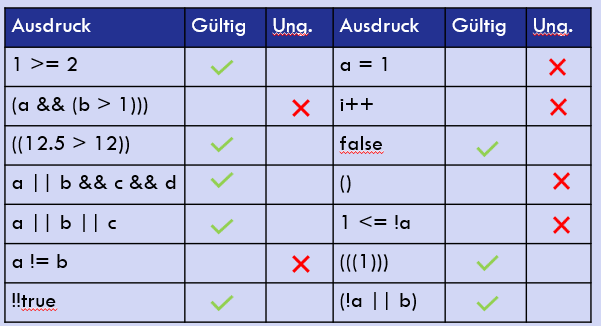 Ausdruck Gültig Ung. Ausdruck Gültig Ung.
1 >= 2 ✓ a = 1 ✕
(a && (b > 1))) ✕ i++ ✕
((12.5 > 12)) ✓ false ✓
a || b && c && d ✓ () ✕
a || b || c ✓ 1 <= !a ✕
a != b ✕ (((1))) ✓
!!true ✓ (!a || b) ✓